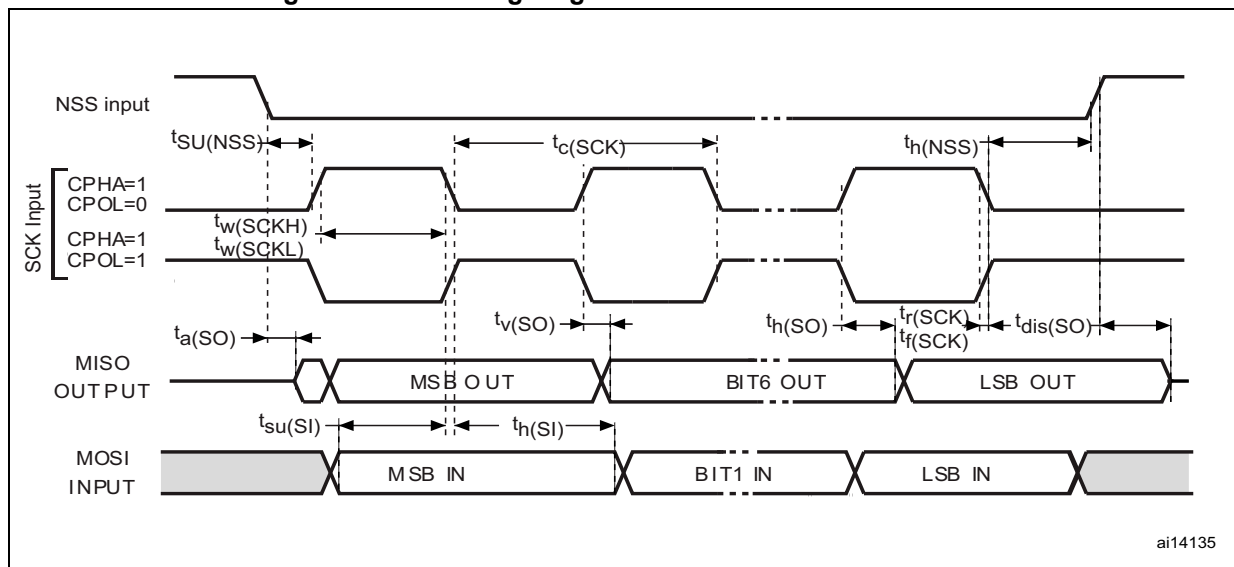 NSS input
tSU(NSS)
tc(SCK)
th(NSS)
SCK Input
CPHA=1
CPOL=0
CPHA=1
CPOL=1
tw(SCKH)
tw(SCKL)
ta(SO)
tv(SO)
th(SO)
tr(SCK)
tf(SCK)
tdis(SO)
MISO
OUTPUT
MSB OUT
BIT6 OUT
LSB OUT
tsu(SI)
th(SI)
MOSI
INPUT
MSB IN
BIT1 IN
LSB IN
ai14135